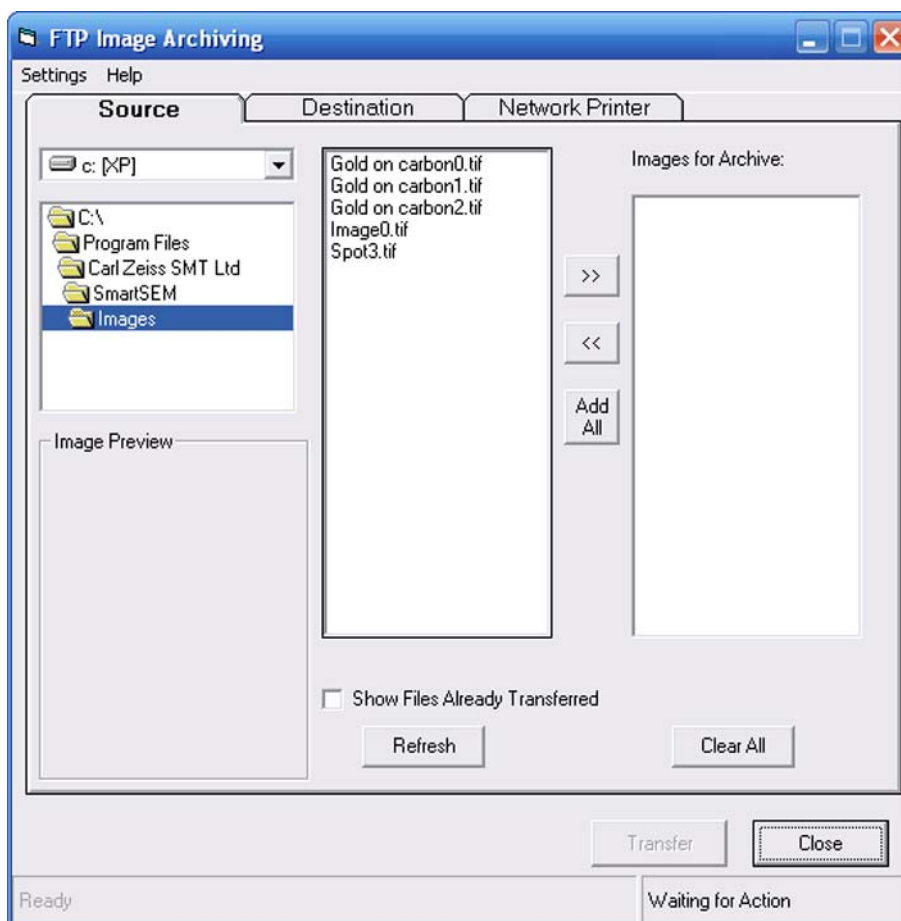 FTP Image Archiving
Settings Help
Source Destination Network Printer
c: [XP]
C:\
Program Files
Carl Zeiss SMT Ltd
SmartSEM
Images
Image Preview
Gold on carbon0.tif
Gold on carbon1.tif
Gold on carbon2.tif
Image0.tif
Spot3.tif
>>
<<
Add
All
Images for Archive:
Show Files Already Transferred
Refresh
Clear All
Transfer
Close
Ready
Waiting for Action